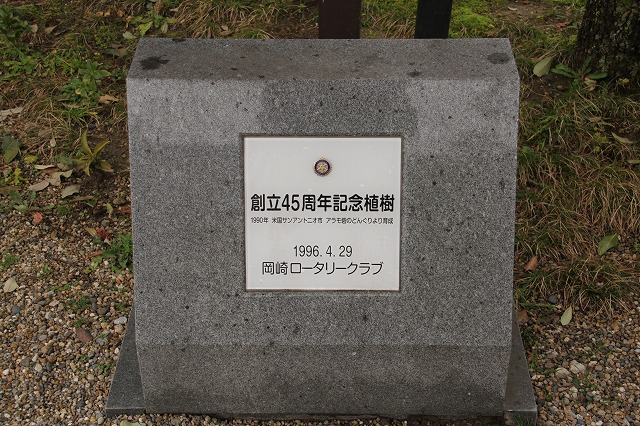 創立45周年記念植樹
1990年 米国サンアントニオ市 アラモ砦のどんぐりより育成
1996.4.29
岡崎ロータリークラブ